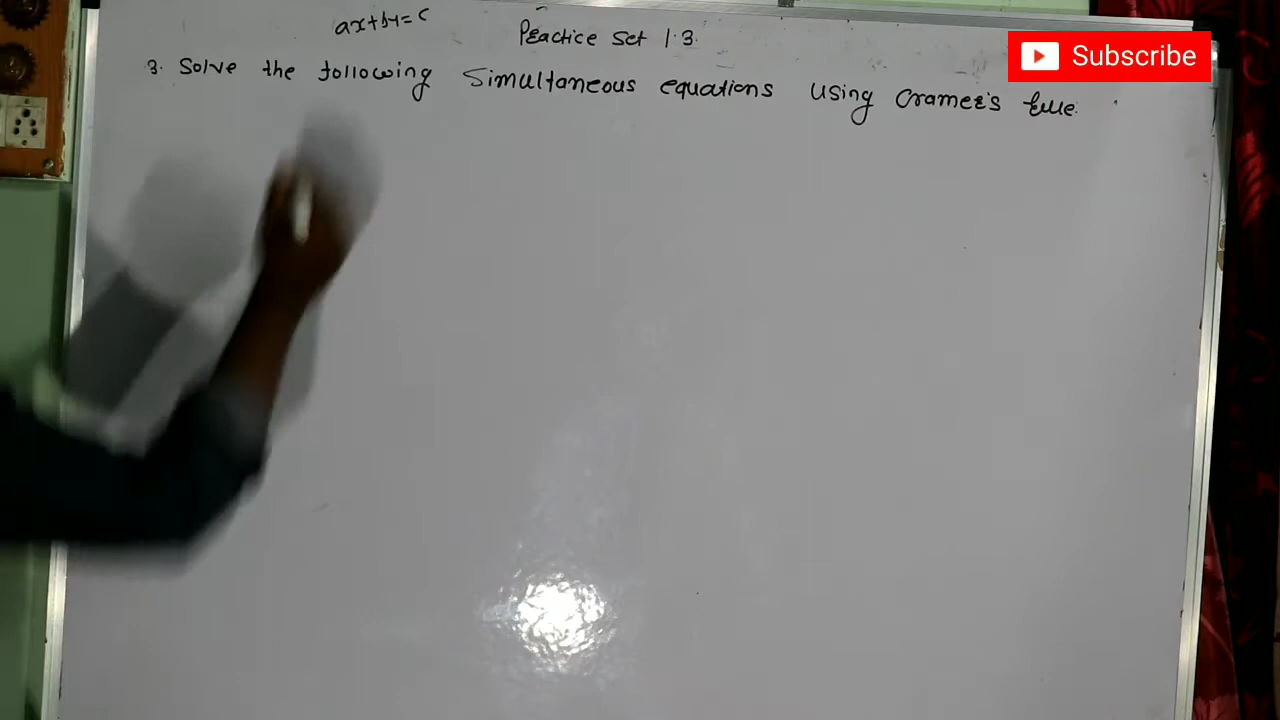 ax+by=c
Practice Set 1.3.
Subscribe
3. Solve the following Simultaneous equations using Cramer's rule.